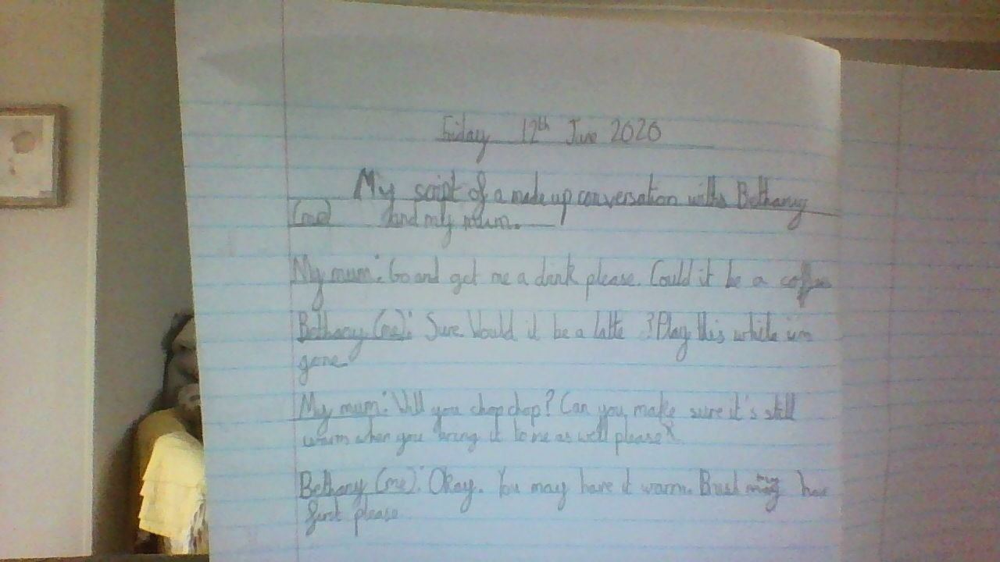 Friday 12th June 2020
My script of a made up conversation with Bethany
(me) and my mum.
My mum: Go and get me a drink please. Could it be a coffee
Bethany (me): Sure. Would it be a latte ? Play this while im
gone
My mum: Will you chop chop? Can you make sure it's still
warm when you bring it to me as well please
Bethany (me): Okay. You may have it warm. Brush my hair
first please